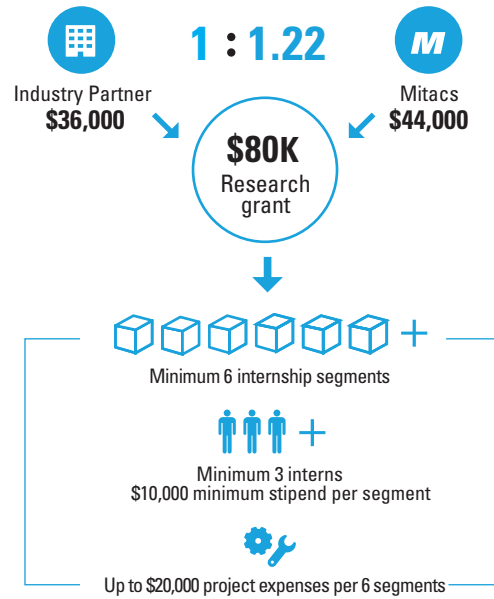 1 : 1.22
M
Industry Partner
$36,000
Mitacs
$44,000
$80K
Research
grant
Minimum 6 internship segments
Minimum 3 interns
$10,000 minimum stipend per segment
Up to $20,000 project expenses per 6 segments